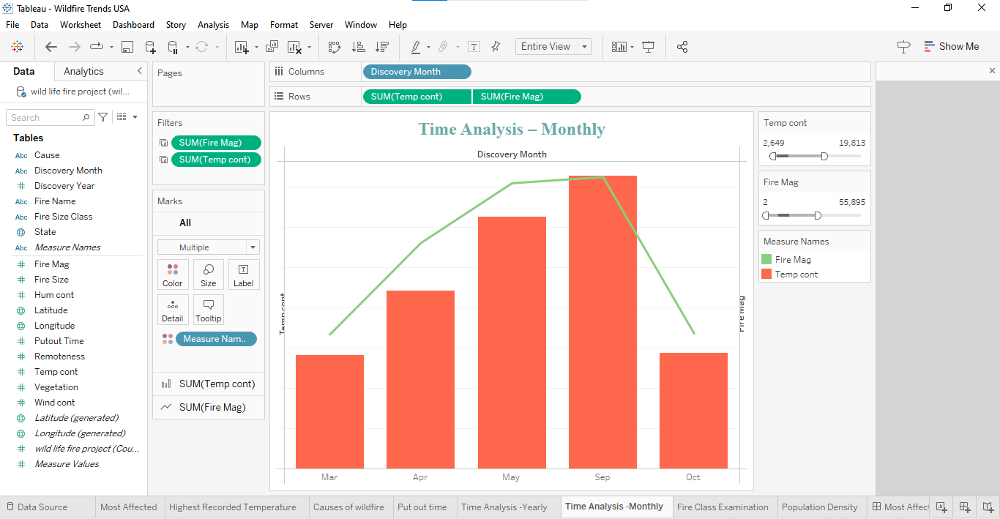 Tableau - Wildfire Trends USA
File Data Worksheet Dashboard Story Analysis Map Format Server Window Help
Entire View
Show Me
Data Analytics
wild life fire project (wil...
Search
Tables
Abc Cause
Abc Discovery Month
Discovery Year
Abc Fire Name
Abc Fire Size Class
State
Abc Measure Names
Fire Mag
Fire Size
Hum cont
Latitude
Longitude
Putout Time
Remoteness
Temp cont
Vegetation
Wind cont
Latitude (generated)
Longitude (generated)
wild life fire project (Cou...
Measure Values
Pages
Filters
SUM(Fire Mag)
SUM(Temp cont)
Marks
All
Multiple
Color Size Label
Detail Tooltip
Measure Nam..
SUM(Temp cont)
SUM(Fire Mag)
Columns Discovery Month
Rows SUM(Temp cont) SUM(Fire Mag)
Time Analysis – Monthly
Discovery Month
Temp cont
Fire Mag
Mar Apr May Sep Oct
Temp cont
2,649 19,813
Fire Mag
2 55,895
Measure Names
Fire Mag
Temp cont
Data Source Most Affected Highest Recorded Temperature Causes of wildfire Put out time Time Analysis -Yearly Time Analysis -Monthly Fire Class Examination Population Density Most Affect